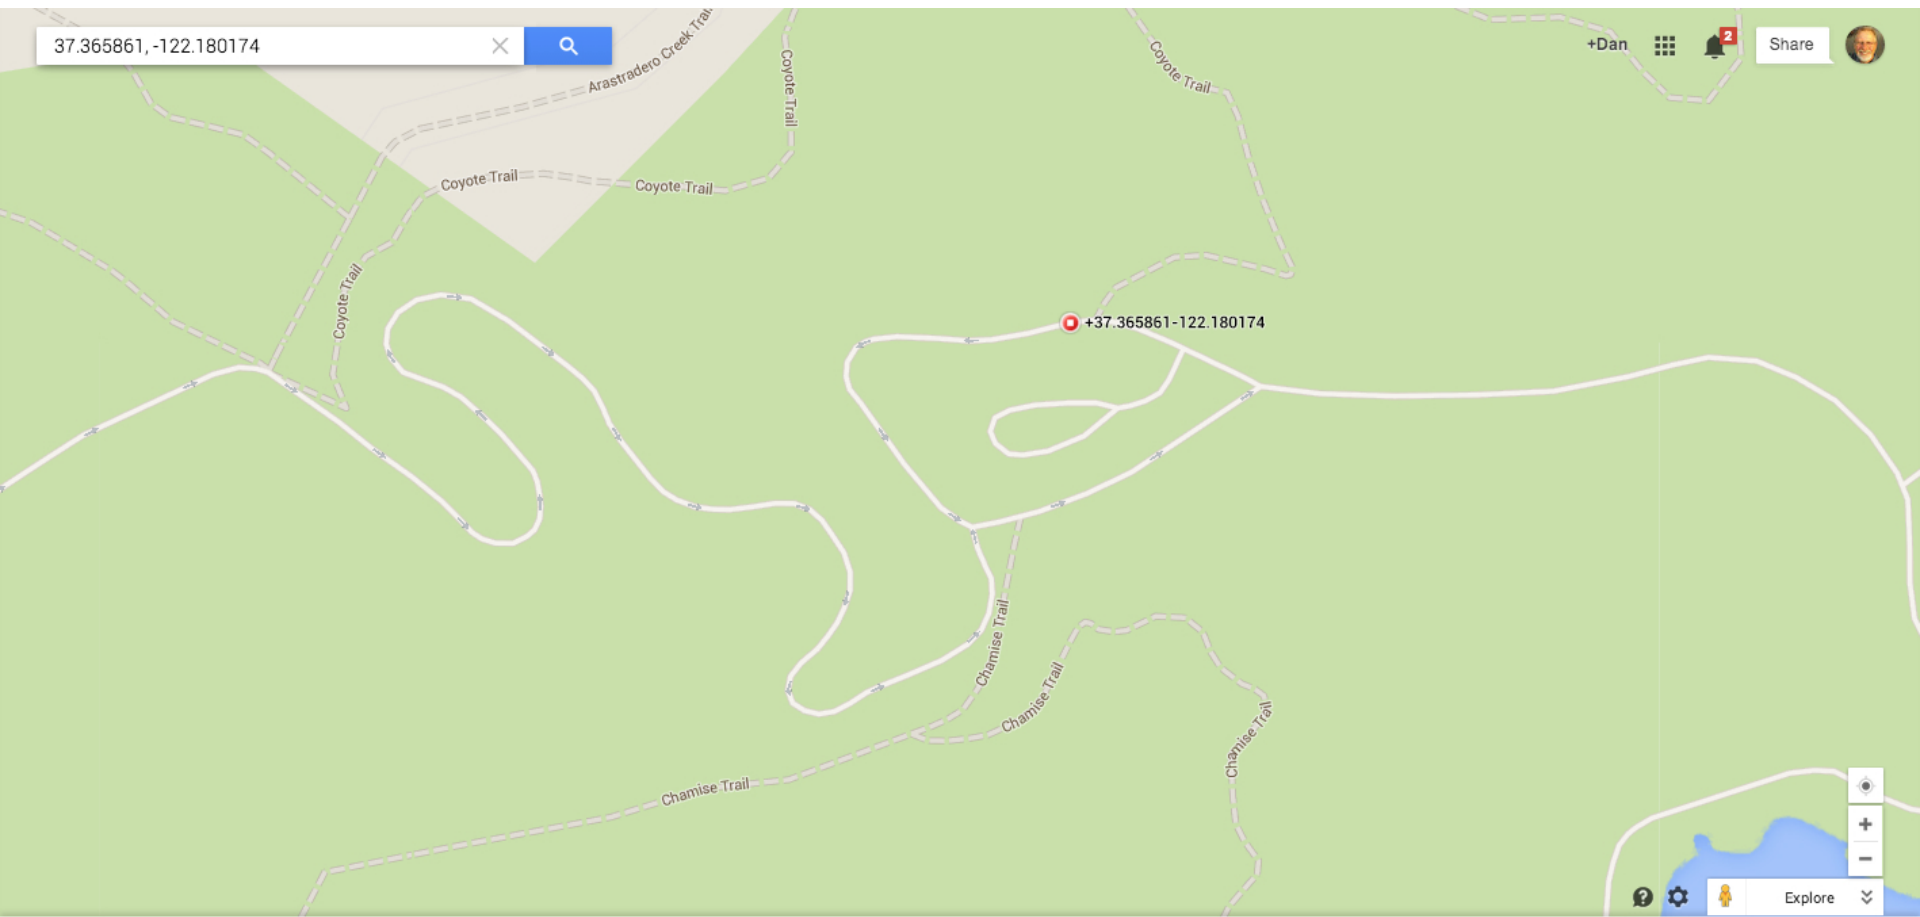 37.365861, -122.180174
+Dan
2
Share
Arastradero Creek Trail
Coyote Trail
Coyote Trail
Coyote Trail
Coyote Trail
Coyote Trail
+37.365861-122.180174
Chamise Trail
Chamise Trail
Chamise Trail
Chamise Trail
Explore